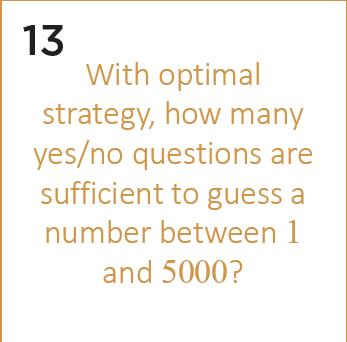 13
With optimal
strategy, how many
yes/no questions are
sufficient to guess a
number between 1
and 5000?